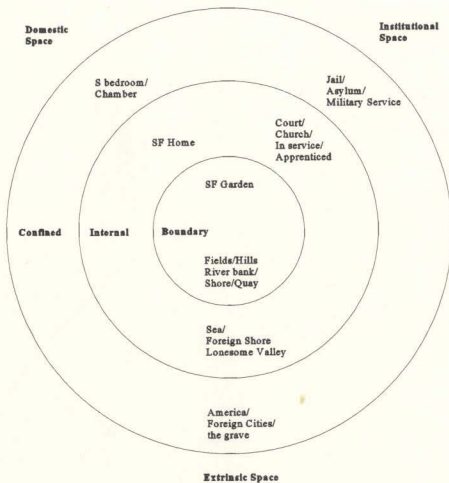 Domestic
Space
Institutional
Space
S bedroom/
Chamber
Jail/
Asylum/
Military Service
Court/
Church/
In service/
Apprenticed
SF Home
SF Garden
Confined
Internal
Boundary
Fields/Hills
River bank/
Shore/Quay
Sea/
Foreign Shore
Lonesome Valley
America/
Foreign Cities/
the grave
Extrinsic Space